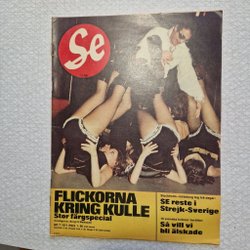 Se
FLICKORNA
KRING KULLE
Stor färgspecial
SE reste i
Strejk-Sverige
Så vill vi
bli älskade